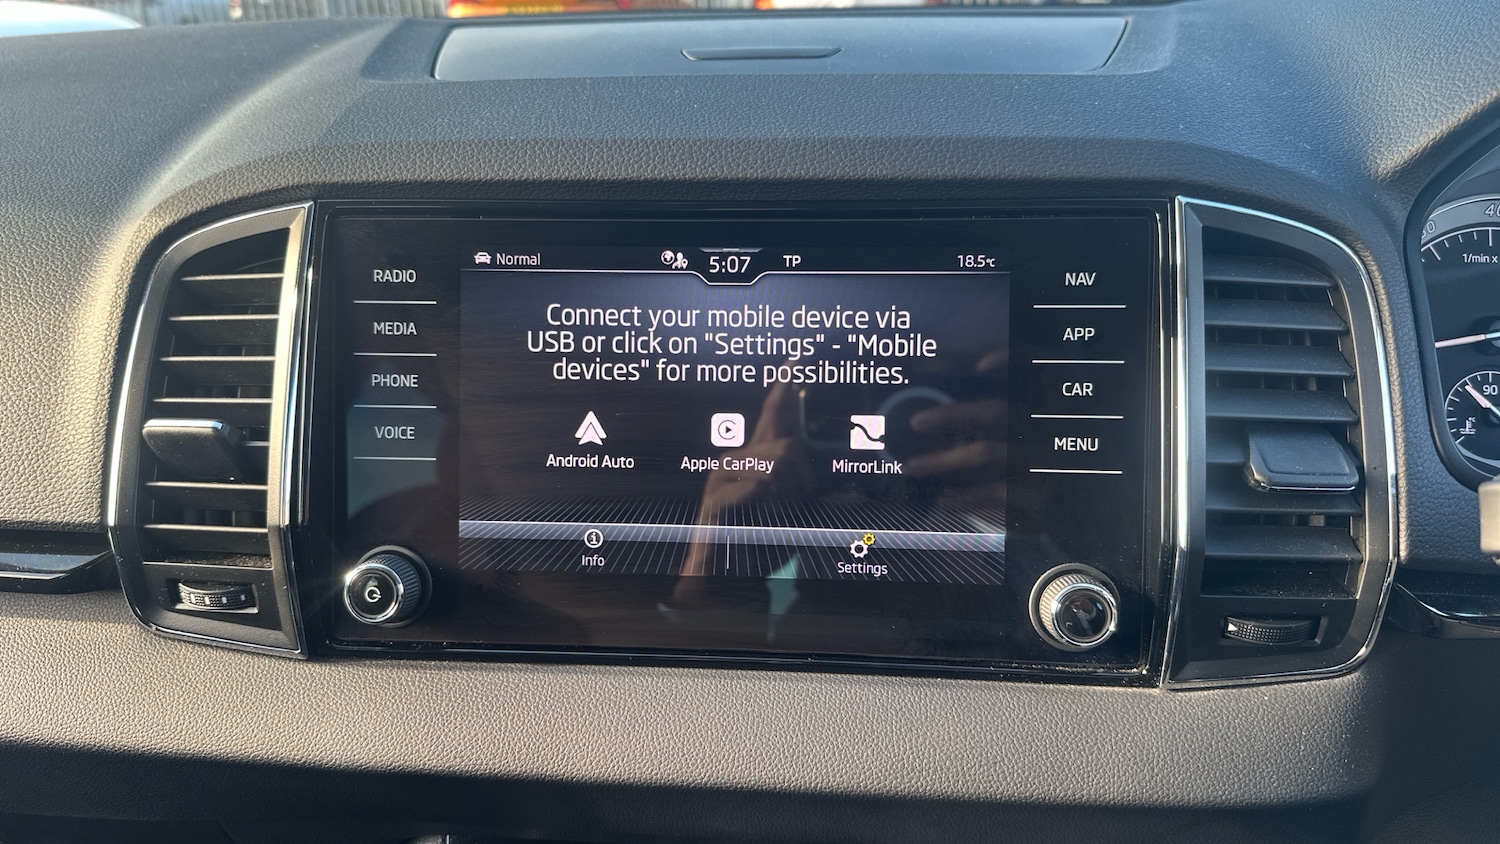 Normal
5:07
TP
18.5°C
RADIO
MEDIA
PHONE
VOICE
Connect your mobile device via
USB or click on "Settings" - "Mobile
devices" for more possibilities.
Android Auto
Apple CarPlay
MirrorLink
Info
Settings
NAV
APP
CAR
MENU
1/min x
90